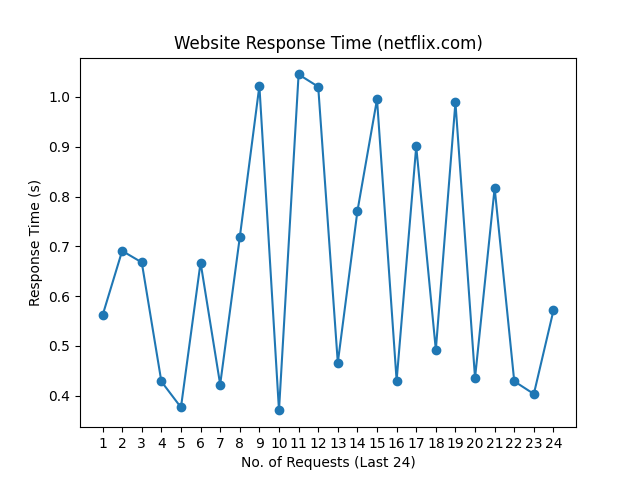 Website Response Time (netflix.com)
Response Time (s)
1.0
0.9
0.8
0.7
0.6
0.5
0.4
1 2 3 4 5 6 7 8 9 10 11 12 13 14 15 16 17 18 19 20 21 22 23 24
No. of Requests (Last 24)